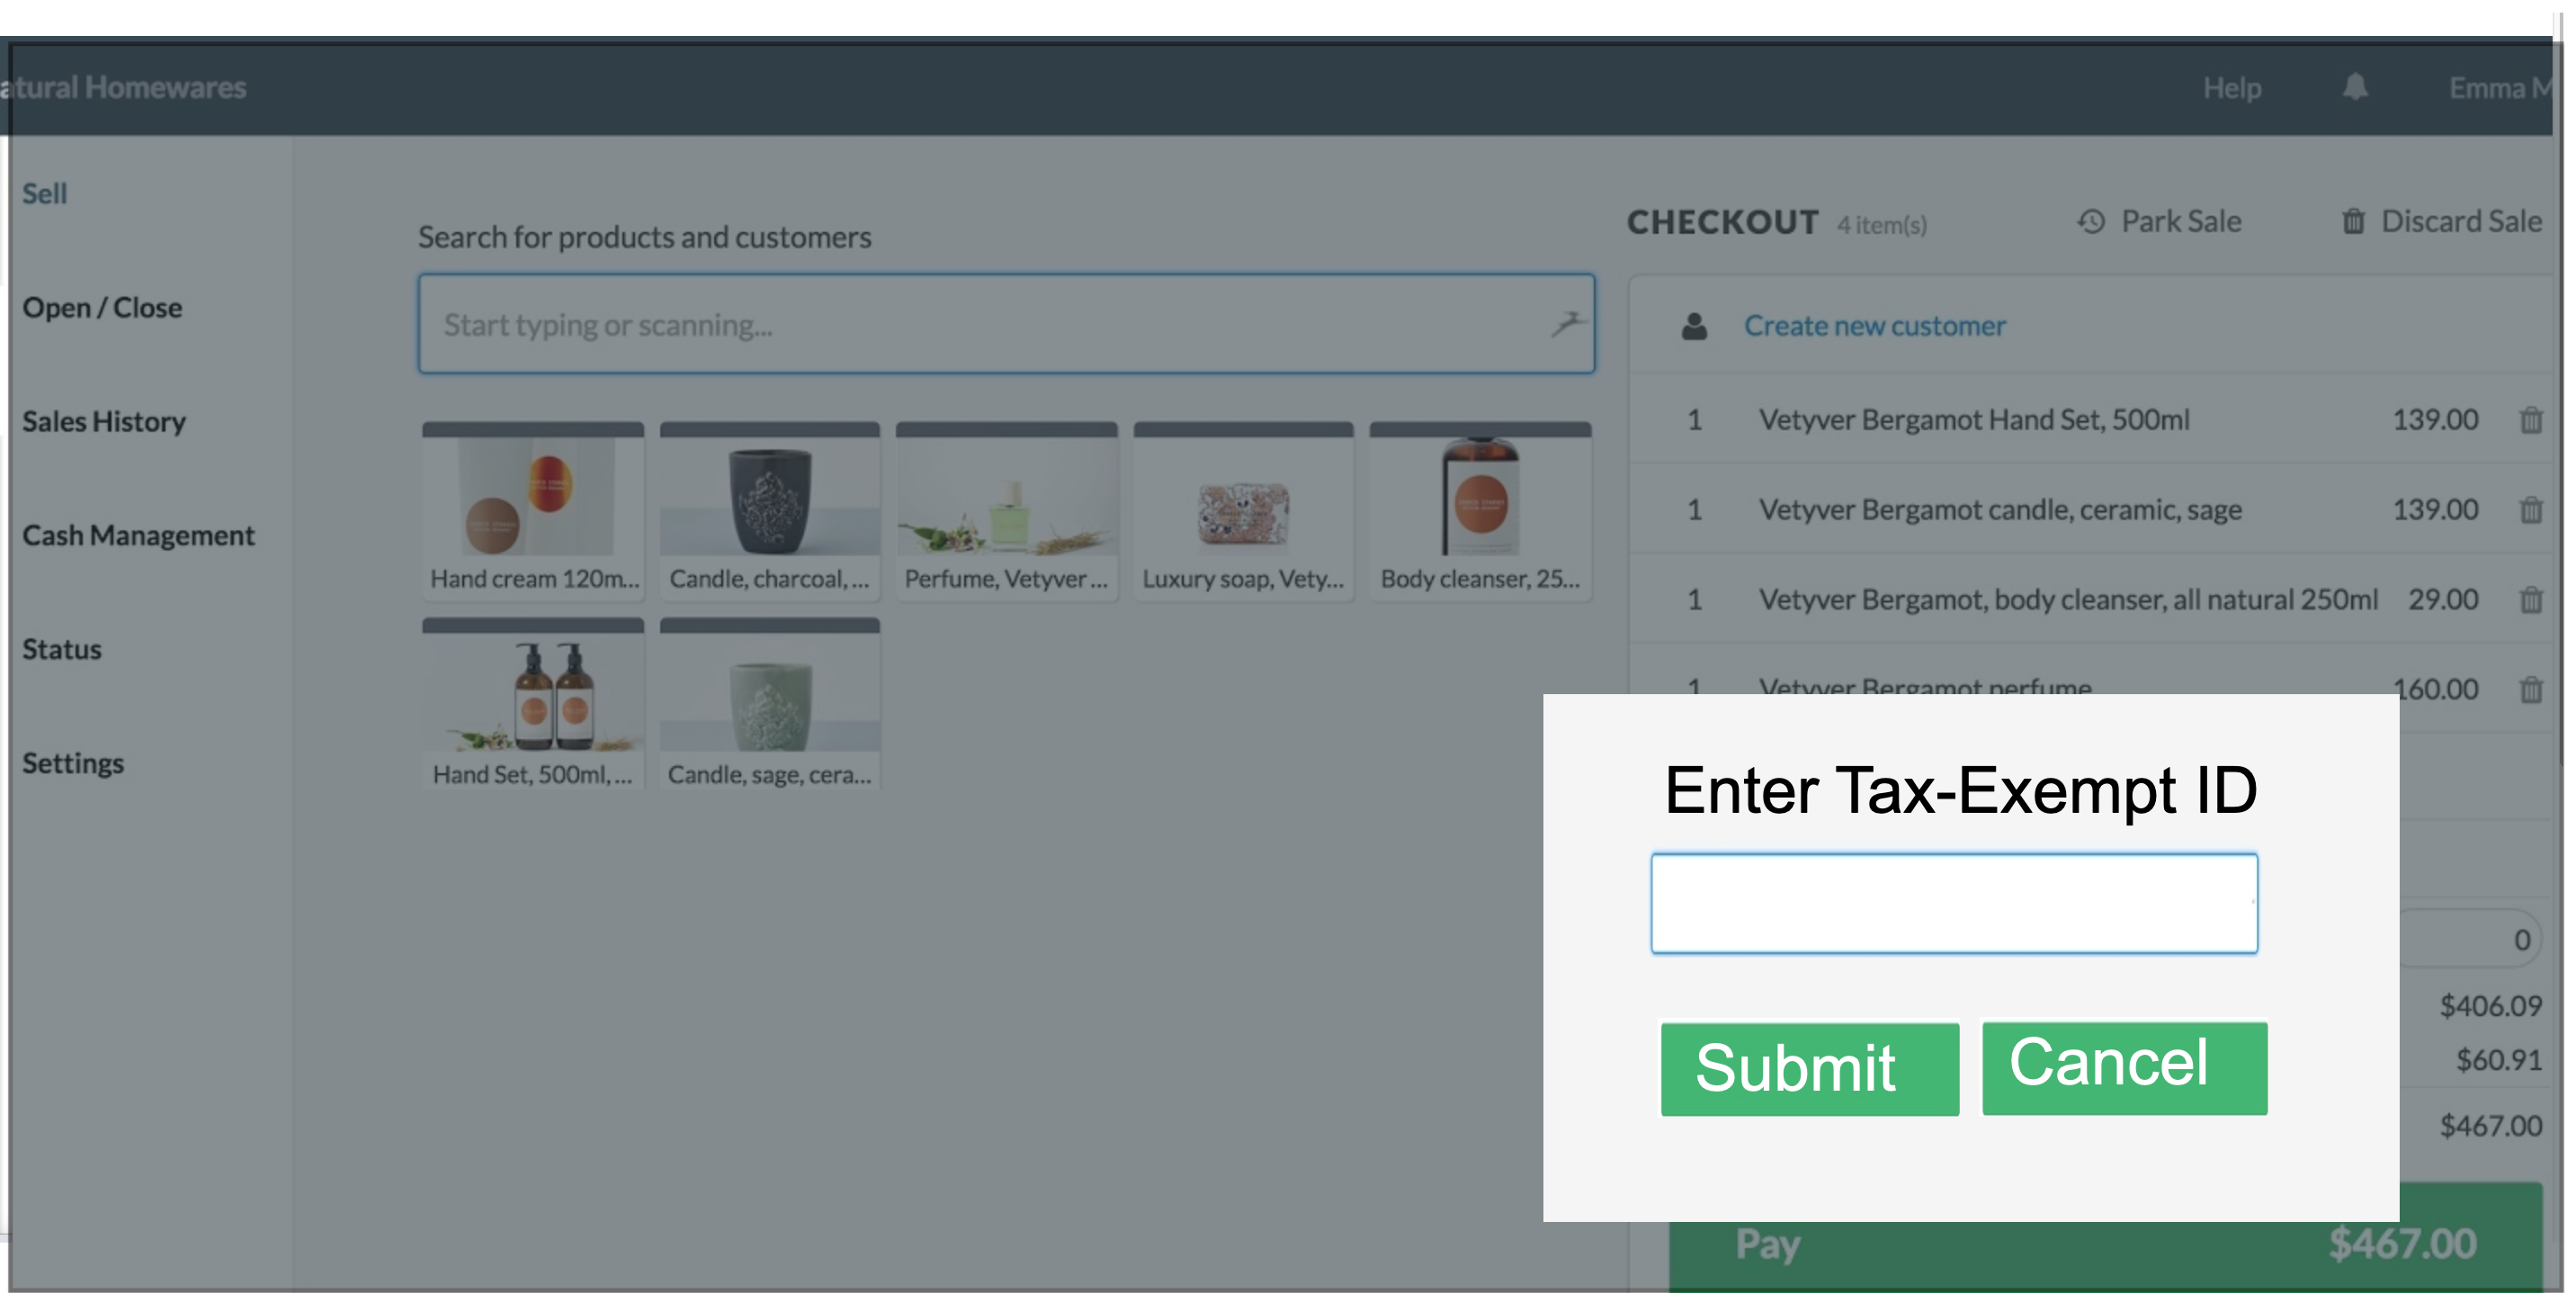 atural Homewares
Help
Emma M
Sell
Open / Close
Sales History
Cash Management
Status
Settings
Search for products and customers
Start typing or scanning...
Hand cream 120m...
Candle, charcoal, ...
Perfume, Vetyver ...
Luxury soap, Vety...
Body cleanser, 25...
Hand Set, 500ml, ...
Candle, sage, cera...
CHECKOUT 4 item(s)
Park Sale
Discard Sale
Create new customer
1 Vetyver Bergamot Hand Set, 500ml 139.00
1 Vetyver Bergamot candle, ceramic, sage 139.00
1 Vetyver Bergamot, body cleanser, all natural 250ml 29.00
1 Vetyver Bergamot perfume 160.00
Enter Tax-Exempt ID
Submit
Cancel
0
$406.09
$60.91
$467.00
Pay $467.00